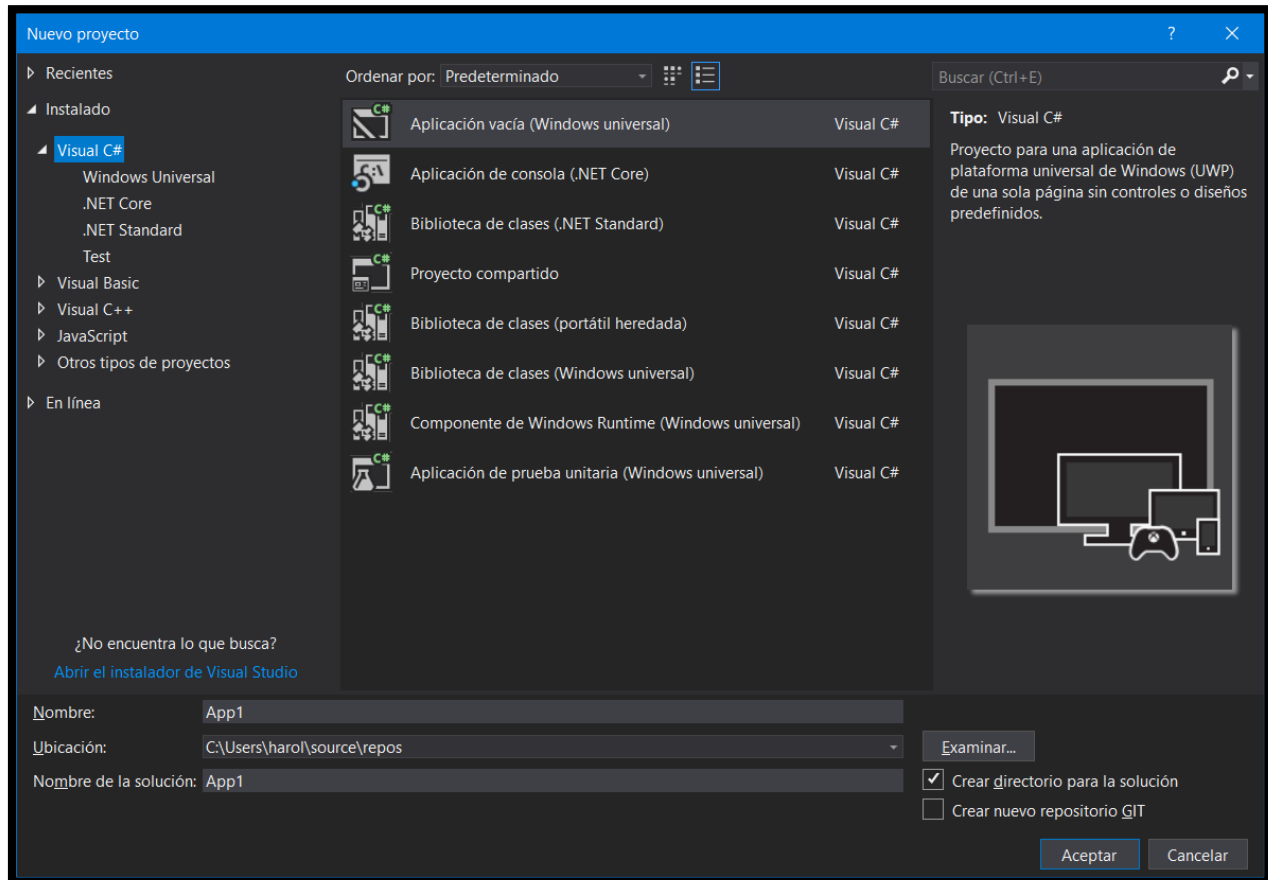 Nuevo proyecto
?
Recientes
Instalado
Visual C#
Windows Universal
.NET Core
.NET Standard
Test
Visual Basic
Visual C++
JavaScript
Otros tipos de proyectos
En línea
¿No encuentra lo que busca?
Abrir el instalador de Visual Studio
Ordenar por: Predeterminado
C# Aplicación vacía (Windows universal) Visual C#
C:\ Aplicación de consola (.NET Core) Visual C#
C# Biblioteca de clases (.NET Standard) Visual C#
C# Proyecto compartido Visual C#
C# Biblioteca de clases (portátil heredada) Visual C#
C# Biblioteca de clases (Windows universal) Visual C#
C# Componente de Windows Runtime (Windows universal) Visual C#
C# Aplicación de prueba unitaria (Windows universal) Visual C#
Buscar (Ctrl+E)
Tipo: Visual C#
Proyecto para una aplicación de
plataforma universal de Windows (UWP)
de una sola página sin controles o diseños
predefinidos.
Nombre: App1
Ubicación: C:\Users\harol\source\repos
Examinar...
Nombre de la solución: App1
Crear directorio para la solución
Crear nuevo repositorio GIT
Aceptar Cancelar